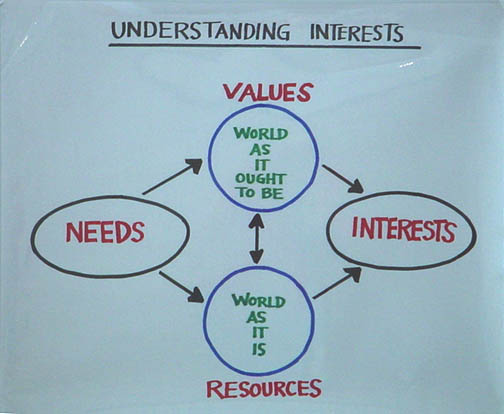 UNDERSTANDING INTERESTS
VALUES
WORLD
AS
IT
OUGHT
TO BE
NEEDS
INTERESTS
WORLD
AS
IT
IS
RESOURCES